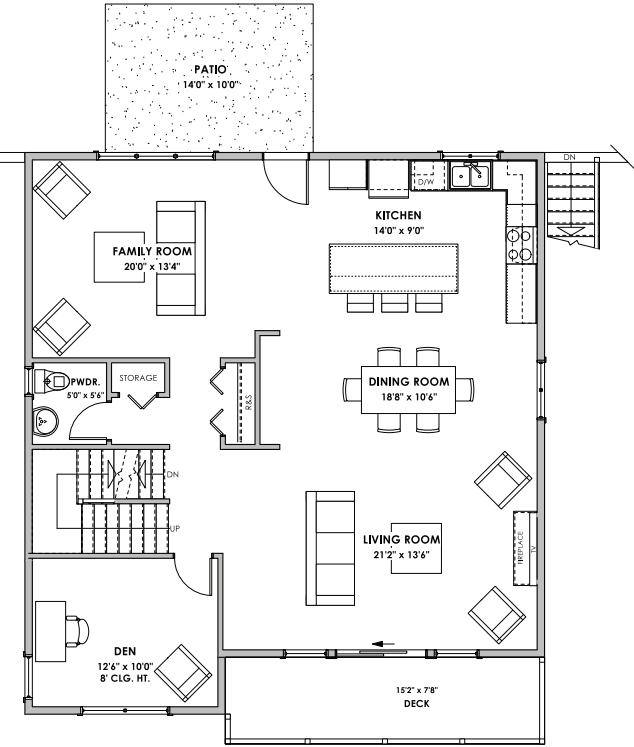 PATIO
14'0" x 10'0"
DN
D/W
KITCHEN
14'0" x 9'0"
FAMILY ROOM
20'0" x 13'4"
PWDR.
5'0" x 5'6"
STORAGE
R&S
DINING ROOM
18'8" x 10'6"
DN
UP
LIVING ROOM
21'2" x 13'6"
FIREPLACE
TV
DEN
12'6" x 10'0"
8' CLG. HT.
15'2" x 7'8"
DECK